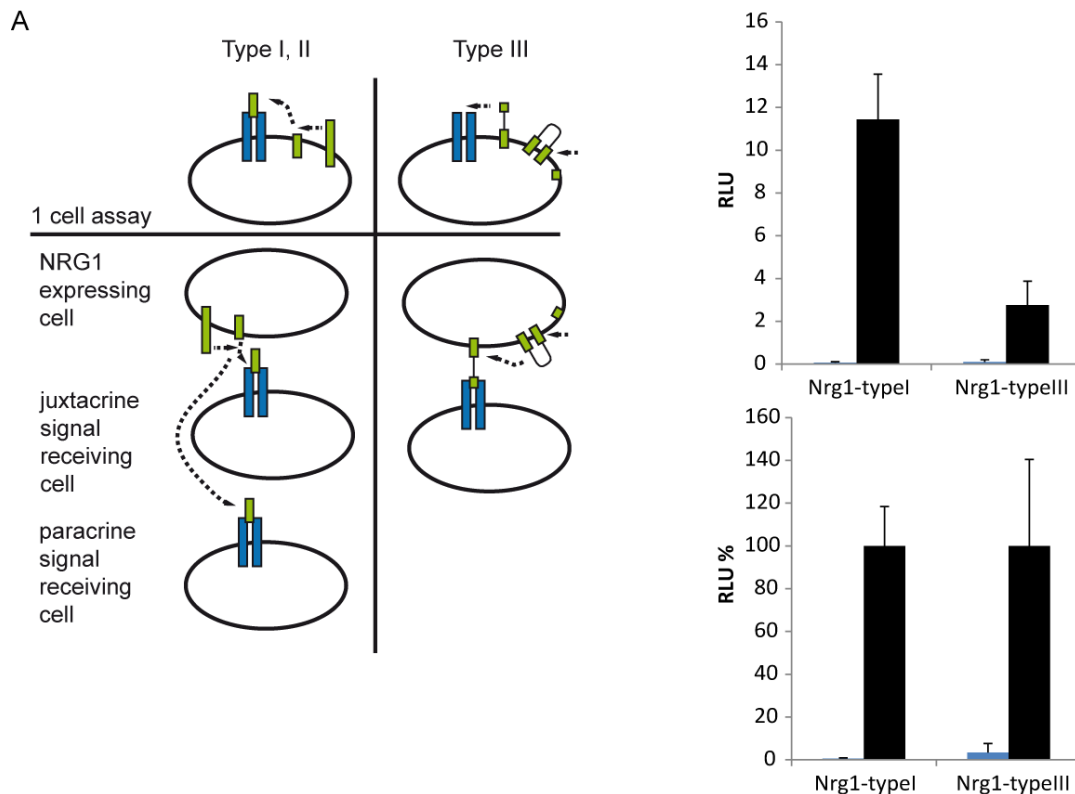 A
Type I, II
Type III
1 cell assay
NRG1
expressing
cell
juxtacrine
signal
receiving
cell
paracrine
signal
receiving
cell
RLU
16
14
12
10
8
6
4
2
0
Nrg1-typeI
Nrg1-typeIII
RLU %
160
140
120
100
80
60
40
20
0
Nrg1-typeI
Nrg1-typeIII